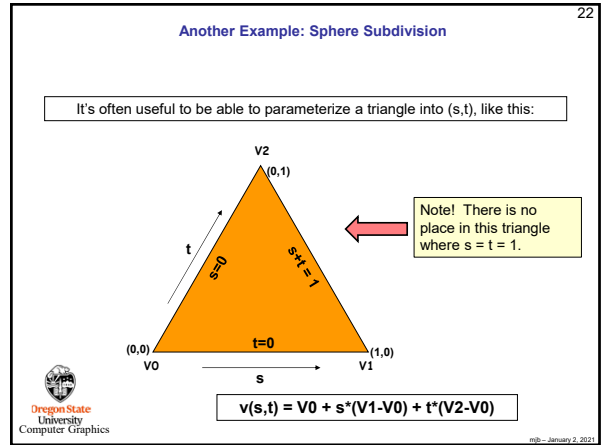 22
Another Example: Sphere Subdivision
It's often useful to be able to parameterize a triangle into (s,t), like this:
V2
(0,1)
Note! There is no
place in this triangle
where s = t = 1.
t
s=0
s+t = 1
t=0
(0,0)
(1,0)
V0
V1
s
v(s,t) = V0 + s*(V1-V0) + t*(V2-V0)
Oregon State
University
Computer Graphics
mjb – January 2, 2021